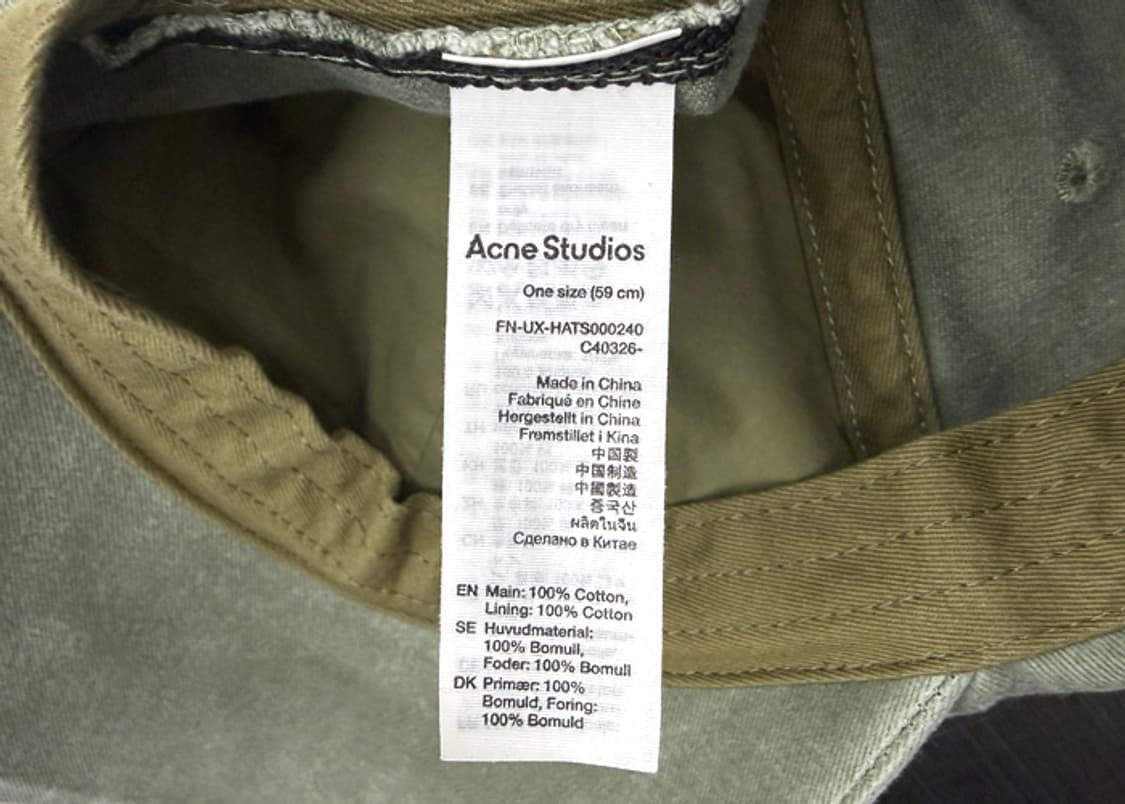 Acne Studios
One size (59 cm)
FN-UX-HATS000240
C40326-
Made in China
Fabriqué en Chine
Hergestellt in China
Fremstillet i Kina
中国製
中国制造
中國製造
중국산
ผลิตในจีน
Сделано в Китае
EN Main: 100% Cotton,
Lining: 100% Cotton
SE Huvudmaterial:
100% Bomull,
Foder: 100% Bomull
DK Primær: 100%
Bomuld, Foring:
100% Bomuld